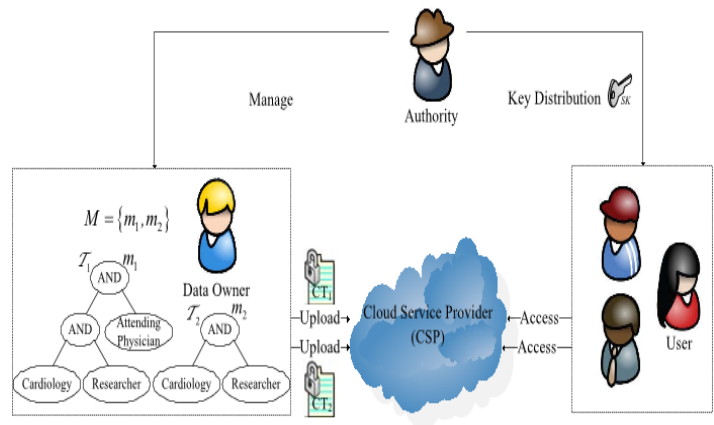 Manage
Key Distribution
SK
Authority
M = {m₁, m₂}
Data Owner
𝒯₁ m₁
AND
AND
Attending
Physician
Cardiology
Researcher
𝒯₂ m₂
AND
Cardiology
Researcher
CT₁
Upload
Upload
CT₂
Cloud Service Provider
(CSP)
Access
Access
User